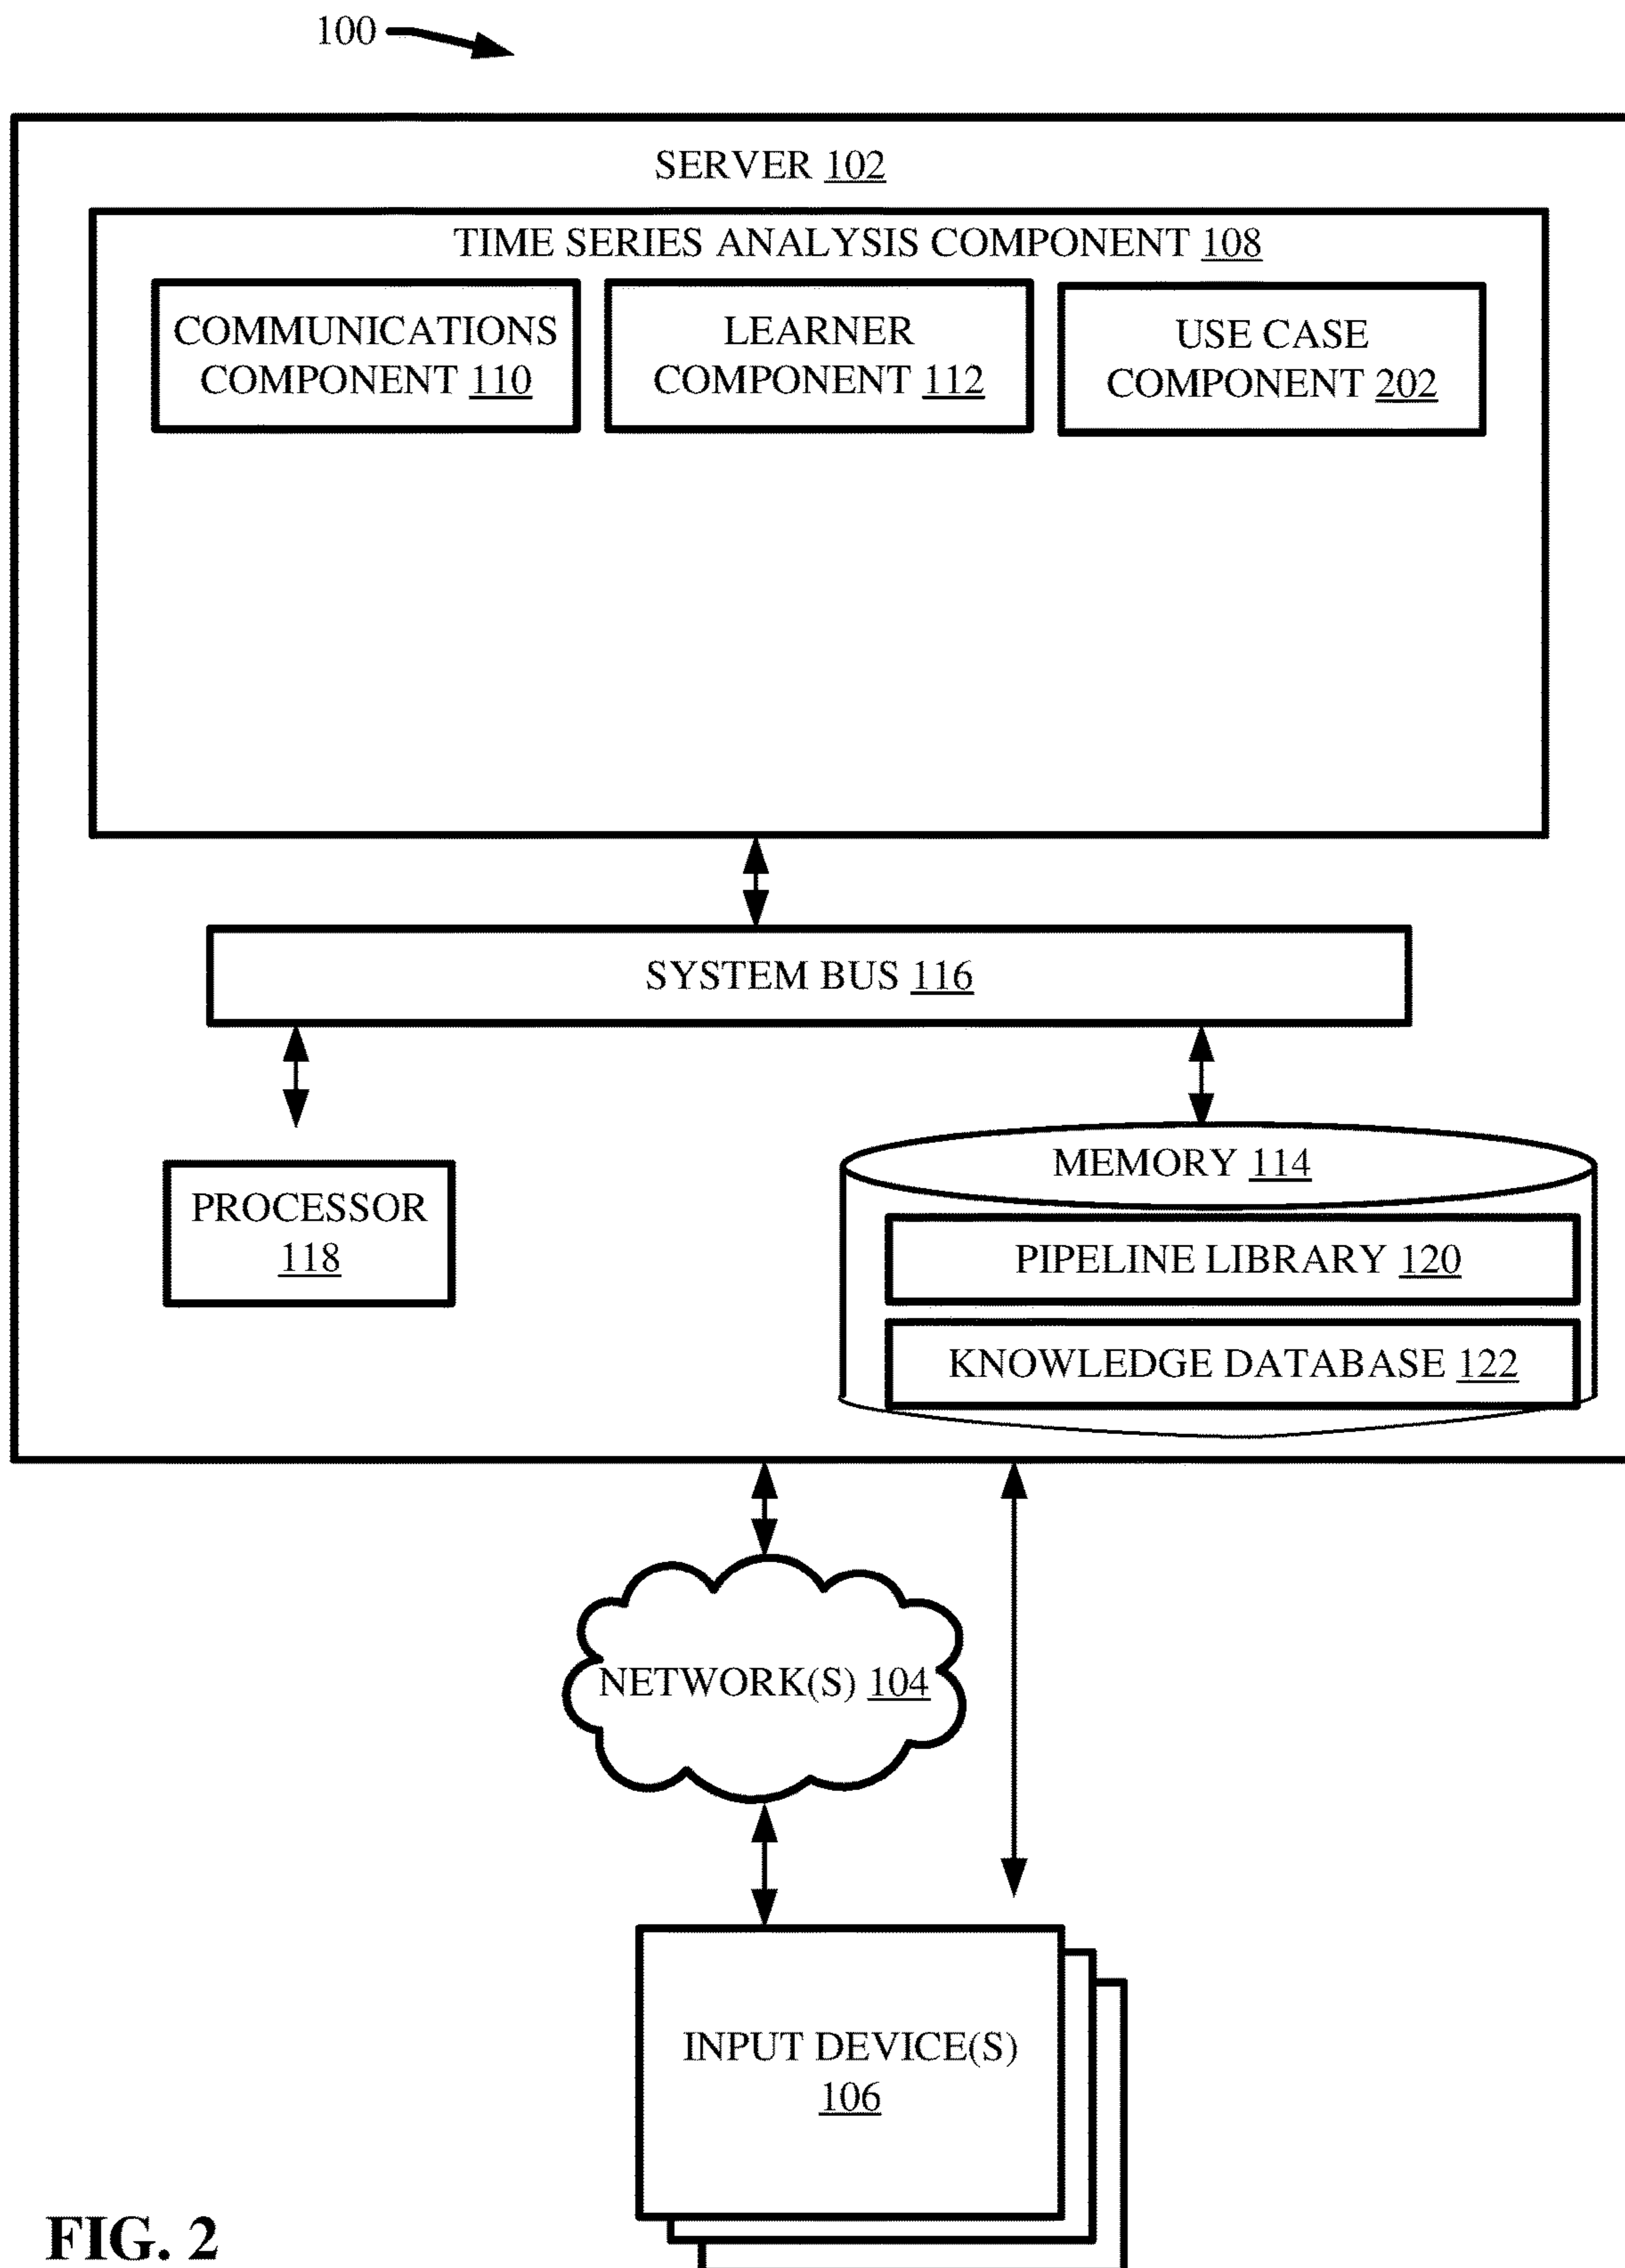 100
SERVER 102
TIME SERIES ANALYSIS COMPONENT 108
COMMUNICATIONS
COMPONENT 110
LEARNER
COMPONENT 112
USE CASE
COMPONENT 202
SYSTEM BUS 116
PROCESSOR
118
MEMORY 114
PIPELINE LIBRARY 120
KNOWLEDGE DATABASE 122
NETWORK(S) 104
INPUT DEVICE(S)
106
FIG. 2